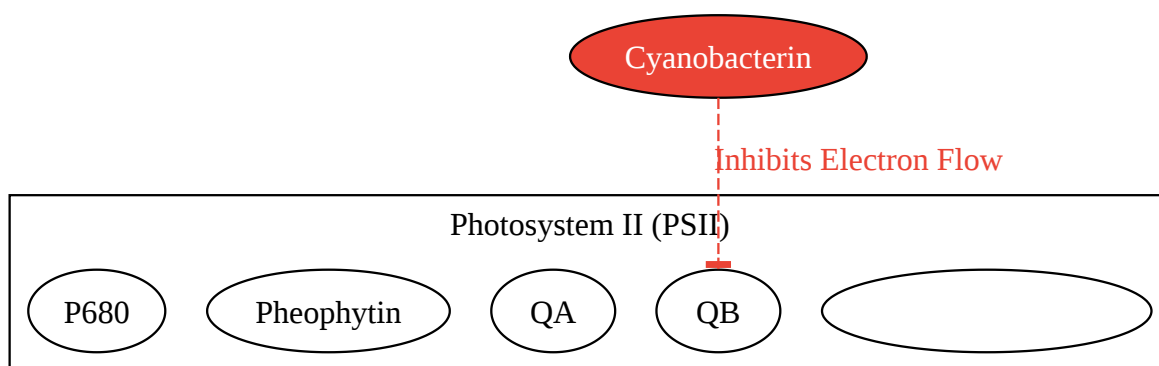 Cyanobacterin
Inhibits Electron Flow
Photosystem II (PSII)
P680
Pheophytin
QA
QB